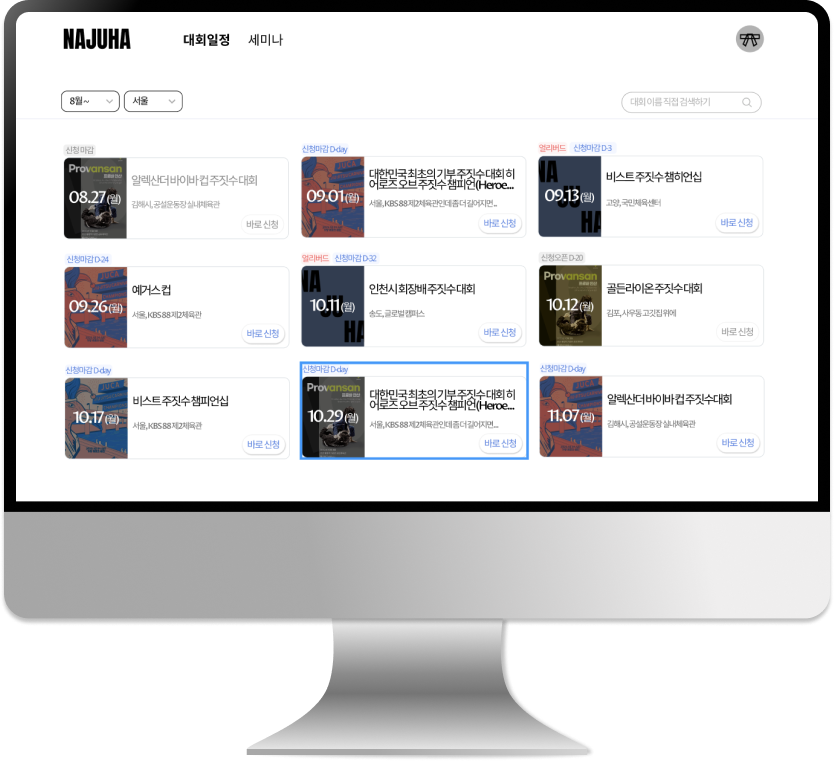 NAJUHA 대회일정 세미나
8월~ 서울 대회 이름 직접 검색하기
신청 마감
Provansan
08.27(월)
알렉산더 바이바 컵 주짓수 대회
김해시, 공설운동장 실내체육관
바로 신청
신청마감 D-day
09.01(월)
대한민국 최초의 기부 주짓수 대회 히
어로즈 오브 주짓수 챔피언(Heroe...
서울, KBS 88 제2체육관인데 좀 더 길어지면...
바로 신청
얼리버드 신청마감 D-3
NAJUHA
09.13(월)
비스트 주짓수 챔히언십
고양, 국민체육센터
바로 신청
신청마감 D-24
09.26(월)
예거스 컵
서울, KBS 88 제2체육관
바로 신청
얼리버드 신청마감 D-32
NAJUHA
10.11(월)
인천시 회장배 주짓수 대회
송도, 글로벌 캠퍼스
바로 신청
신청오픈 D-20
Provansan
10.12(월)
골든라이온 주짓수 대회
김포, 사우동 고깃집 위에
바로 신청
신청마감 D-day
10.17(월)
비스트 주짓수 챔피언십
서울, KBS 88 제2체육관
바로 신청
신청마감 D-day
Provansan
10.29(월)
대한민국 최초의 기부 주짓수 대회 히
어로즈 오브 주짓수 챔피언(Heroe...
서울, KBS 88 제2체육관인데 좀 더 길어지면...
바로 신청
신청마감 D-day
11.07(월)
알렉산더 바이바 컵 주짓수 대회
김해시, 공설운동장 실내체육관
바로 신청